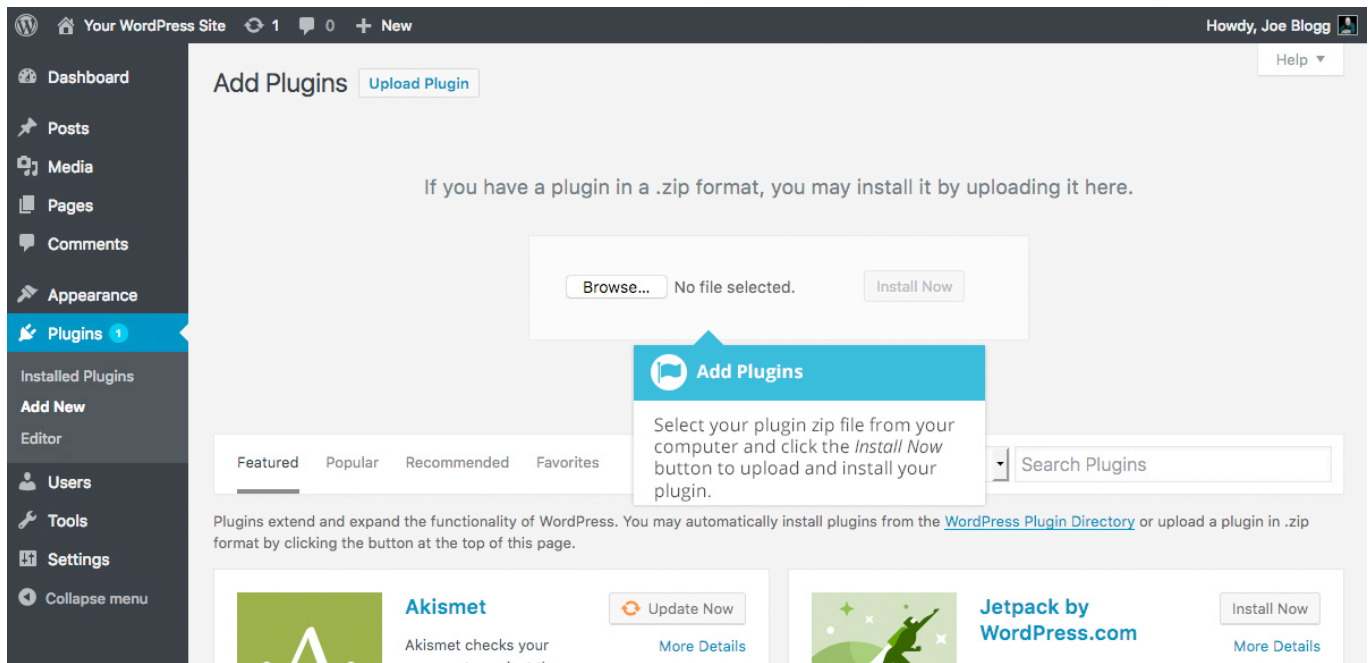 Your WordPress Site 1 0 + New Howdy, Joe Blogg
Help ▼
Dashboard
Posts
Media
Pages
Comments
Appearance
Plugins 1
Installed Plugins
Add New
Editor
Users
Tools
Settings
Collapse menu
Add Plugins Upload Plugin
If you have a plugin in a .zip format, you may install it by uploading it here.
Browse... No file selected. Install Now
Add Plugins
Select your plugin zip file from your
computer and click the Install Now
button to upload and install your
plugin.
Featured Popular Recommended Favorites Search Plugins
Plugins extend and expand the functionality of WordPress. You may automatically install plugins from the WordPress Plugin Directory or upload a plugin in .zip
format by clicking the button at the top of this page.
Akismet Update Now
Akismet checks your More Details
Jetpack by Install Now
WordPress.com
More Details